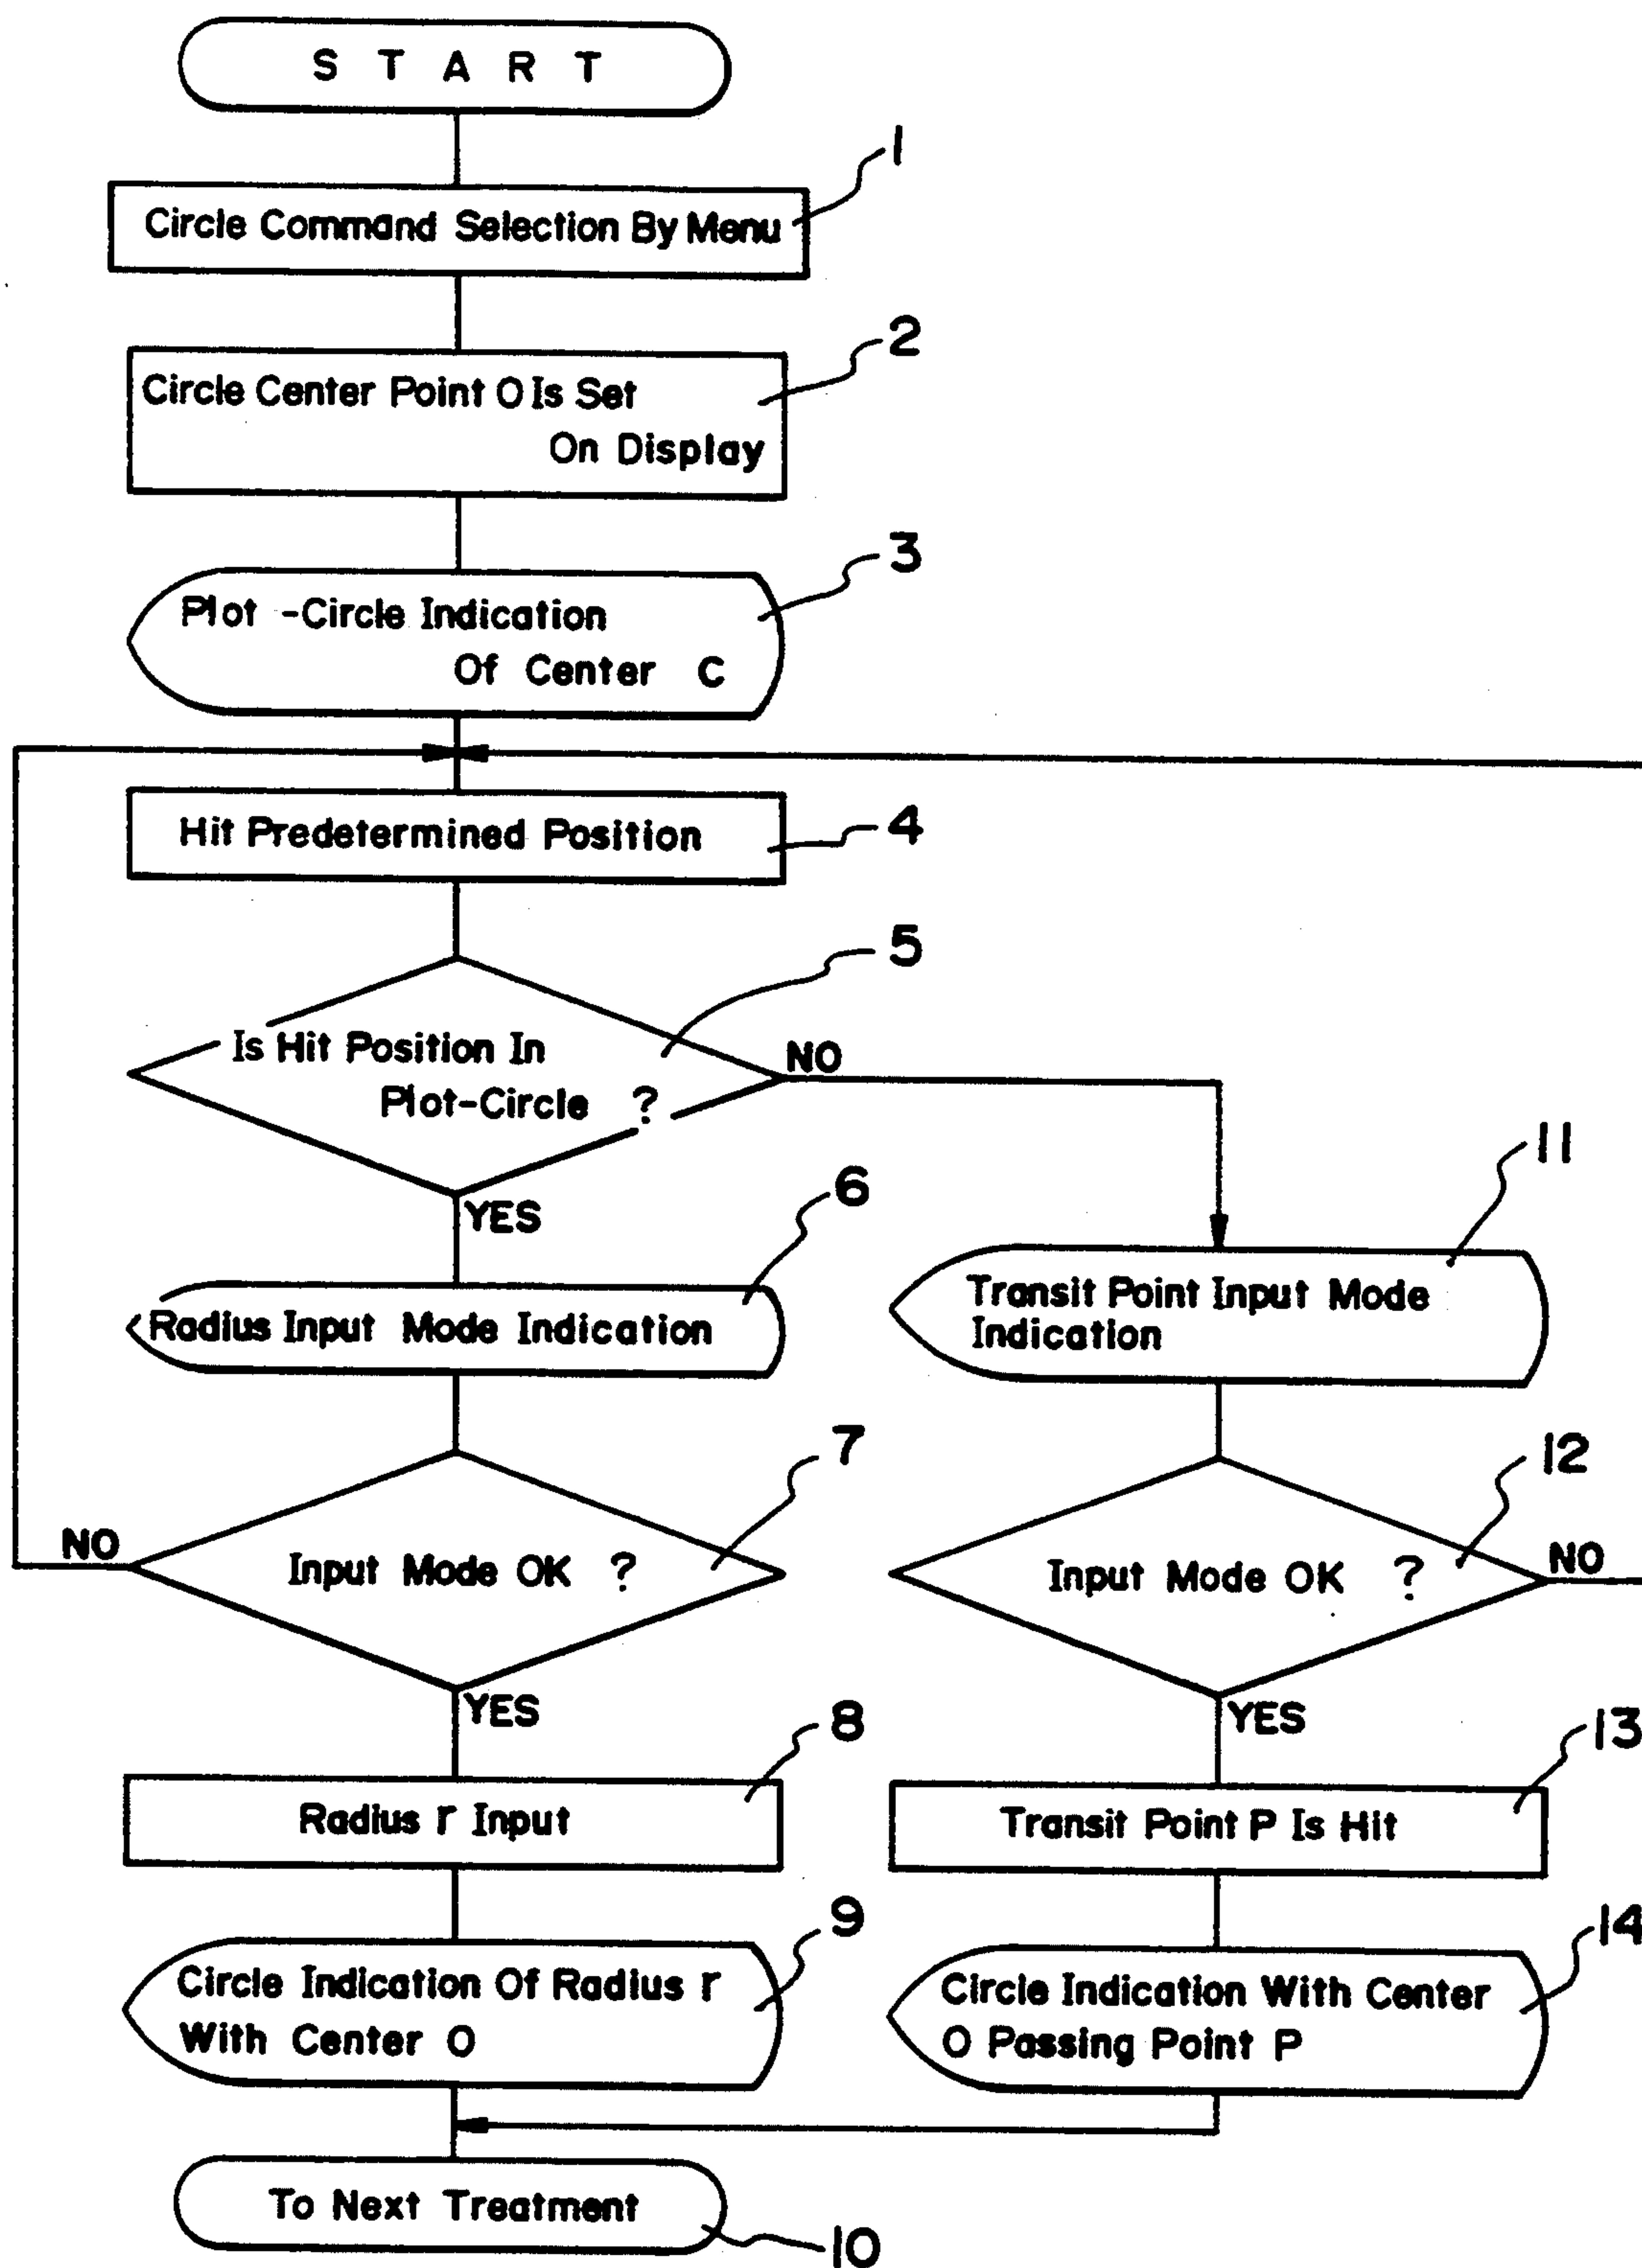 START
1
Circle Command Selection By Menu
2
Circle Center Point O Is Set
On Display
3
Plot -Circle Indication
Of Center C
4
Hit Predetermined Position
5
Is Hit Position In
Plot-Circle ?
NO
YES
6
Radius Input Mode Indication
11
Transit Point Input Mode
Indication
7
Input Mode OK ?
NO
YES
12
Input Mode OK ?
NO
YES
8
Radius r Input
13
Transit Point P Is Hit
9
Circle Indication Of Radius r
With Center O
14
Circle Indication With Center
O Passing Point P
To Next Treatment
10